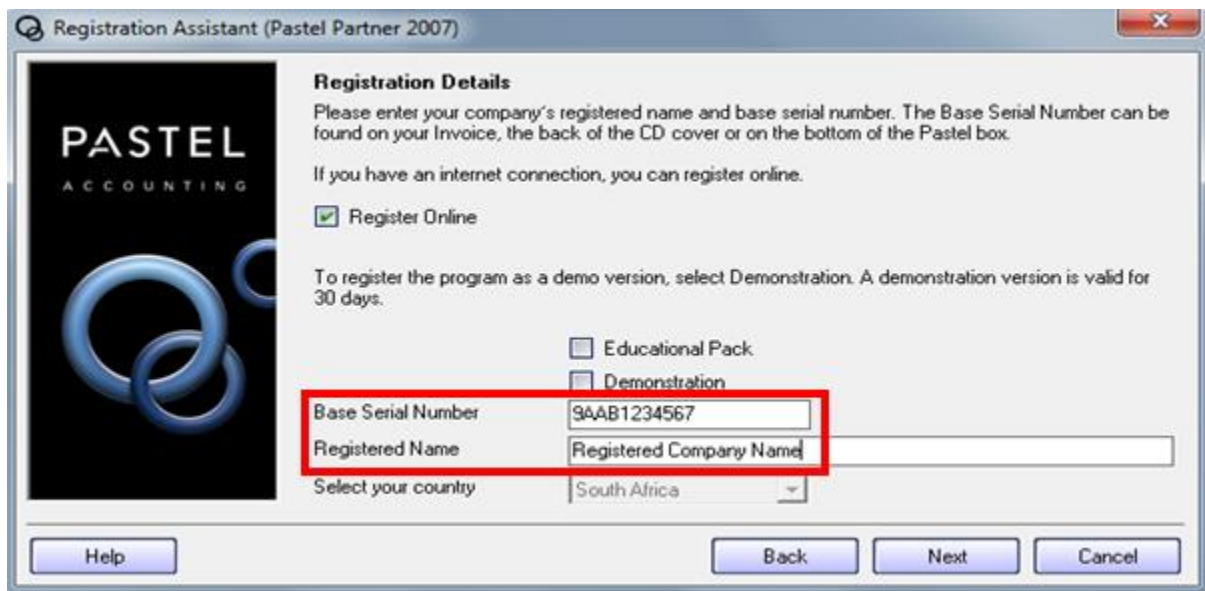 Registration Assistant (Pastel Partner 2007)
PASTEL
ACCOUNTING
Registration Details
Please enter your company's registered name and base serial number. The Base Serial Number can be
found on your Invoice, the back of the CD cover or on the bottom of the Pastel box.
If you have an internet connection, you can register online.
Register Online
To register the program as a demo version, select Demonstration. A demonstration version is valid for
30 days.
Educational Pack
Demonstration
Base Serial Number 9AAB1234567
Registered Name Registered Company Name
Select your country South Africa
Help Back Next Cancel